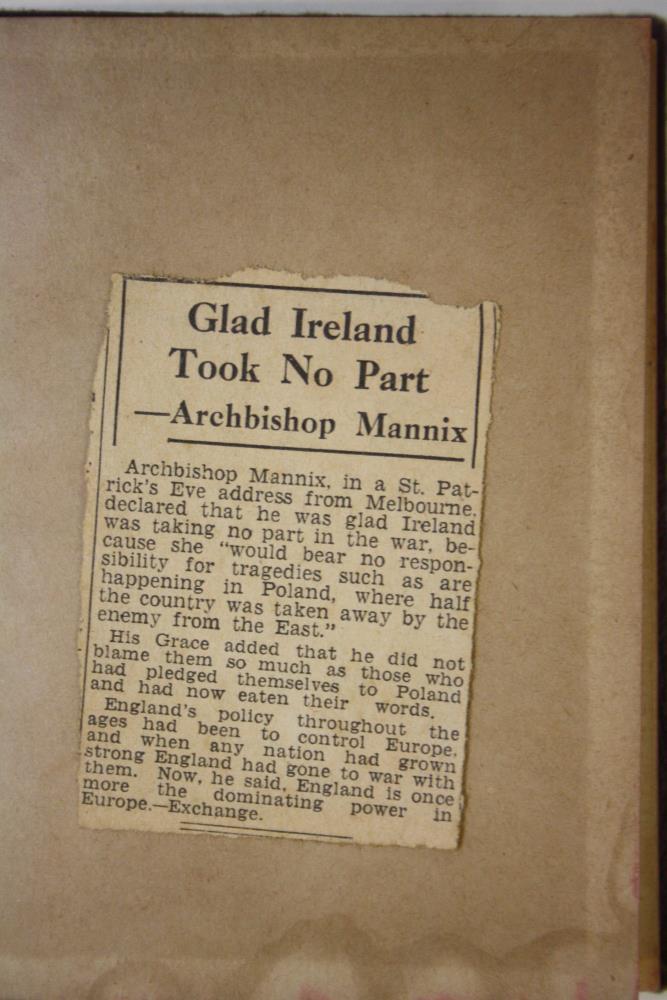 Glad Ireland
Took No Part
—Archbishop Mannix
Archbishop Mannix, in a St. Pat-
rick's Eve address from Melbourne,
declared that he was glad Ireland
was taking no part in the war, be-
cause she "would bear no respon-
sibility for tragedies such as are
happening in Poland, where half
the country was taken away by the
enemy from the East."
His Grace added that he did not
blame them so much as those who
had pledged themselves to Poland
and had now eaten their words.
England's policy throughout the
ages had been to control Europe,
and when any nation had grown
strong England had gone to war with
them. Now, he said, England is once
more the dominating power in
Europe.—Exchange.